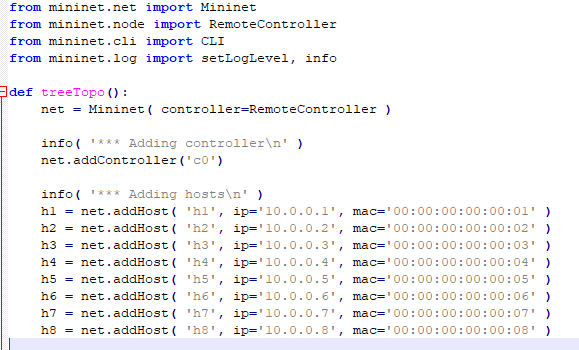 from mininet.net import Mininet
from mininet.node import RemoteController
from mininet.cli import CLI
from mininet.log import setLogLevel, info
def treeTopo():
    net = Mininet( controller=RemoteController )
    info( '*** Adding controller\n' )
    net.addController('c0')
    info( '*** Adding hosts\n' )
    h1 = net.addHost( 'h1', ip='10.0.0.1', mac='00:00:00:00:00:01' )
    h2 = net.addHost( 'h2', ip='10.0.0.2', mac='00:00:00:00:00:02' )
    h3 = net.addHost( 'h3', ip='10.0.0.3', mac='00:00:00:00:00:03' )
    h4 = net.addHost( 'h4', ip='10.0.0.4', mac='00:00:00:00:00:04' )
    h5 = net.addHost( 'h5', ip='10.0.0.5', mac='00:00:00:00:00:05' )
    h6 = net.addHost( 'h6', ip='10.0.0.6', mac='00:00:00:00:00:06' )
    h7 = net.addHost( 'h7', ip='10.0.0.7', mac='00:00:00:00:00:07' )
    h8 = net.addHost( 'h8', ip='10.0.0.8', mac='00:00:00:00:00:08' )